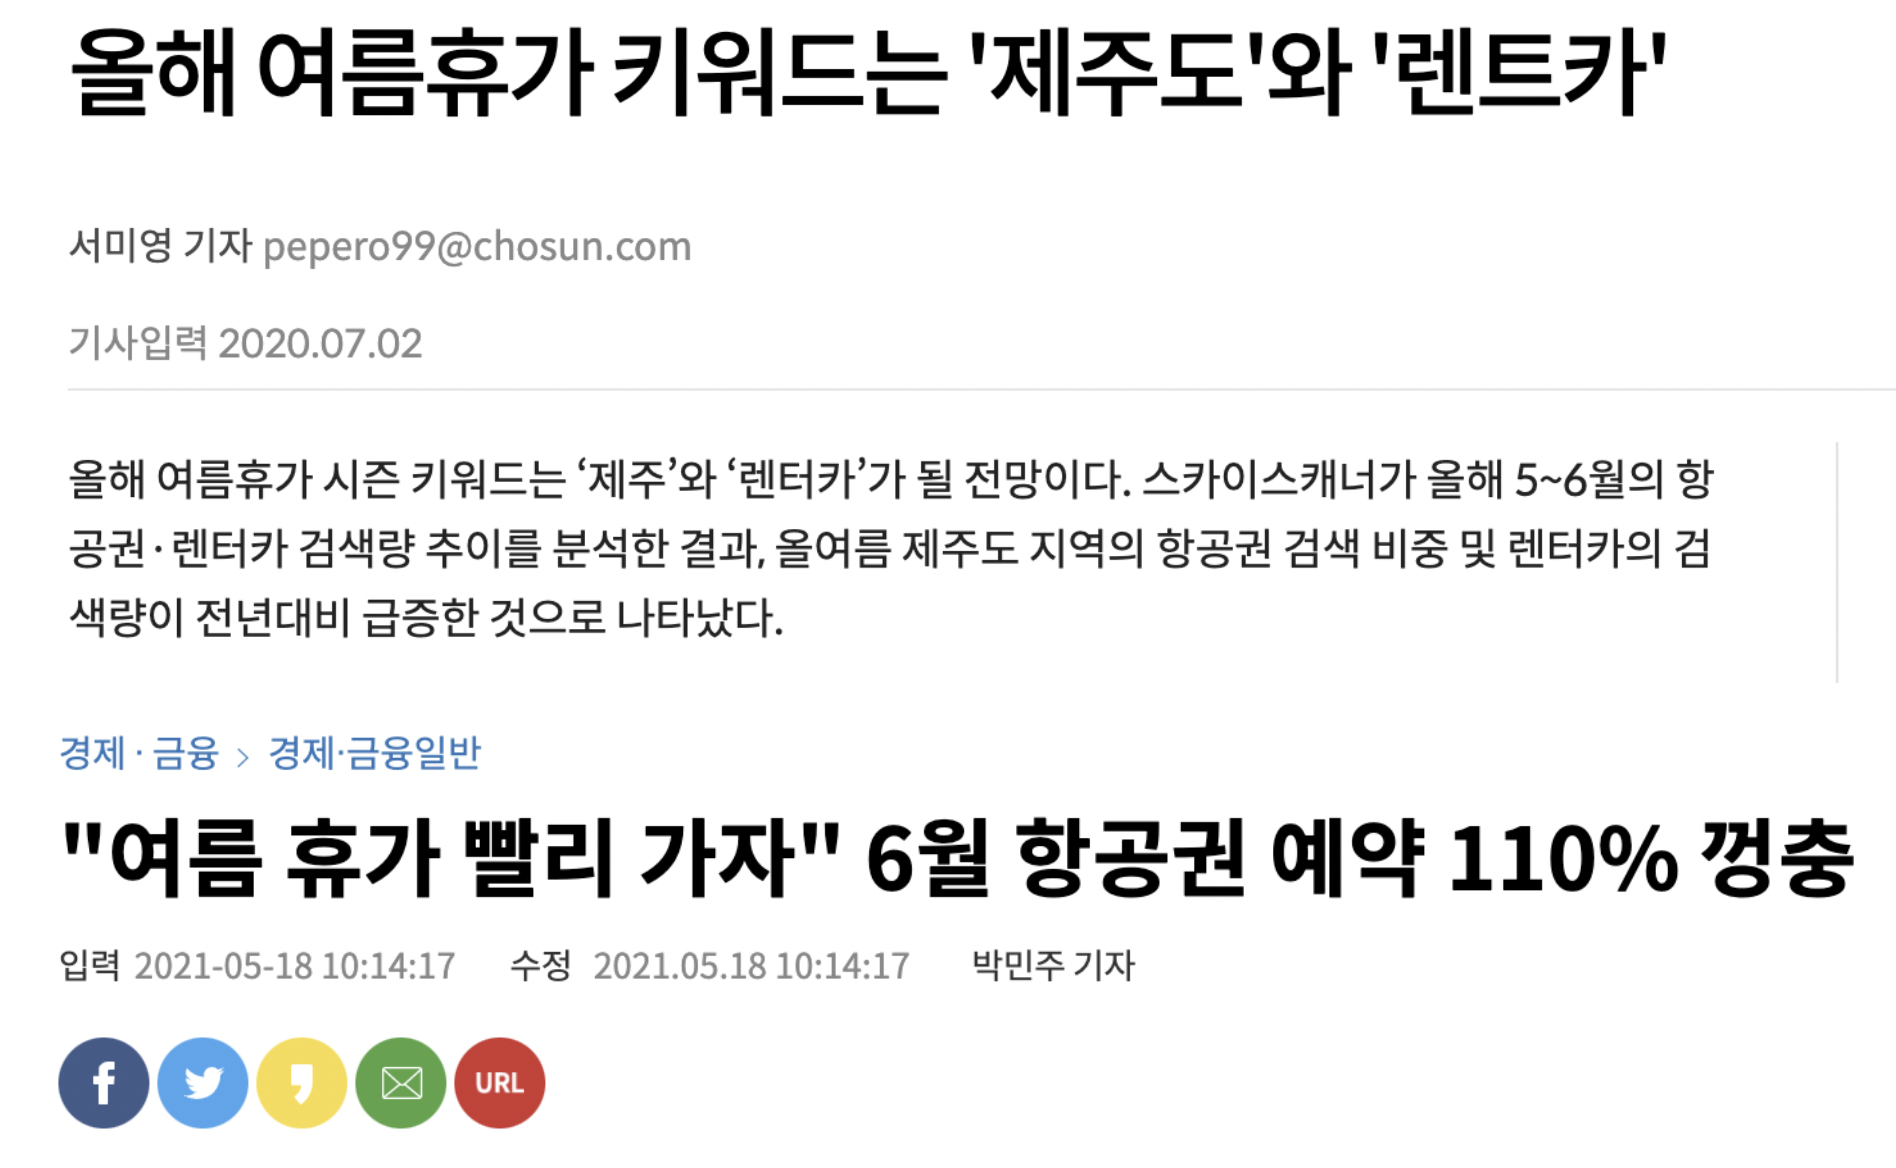 올해 여름휴가 키워드는 '제주도'와 '렌트카'
서미영 기자 pepero99@chosun.com
기사입력 2020.07.02
올해 여름휴가 시즌 키워드는 ‘제주’와 ‘렌터카’가 될 전망이다. 스카이스캐너가 올해 5~6월의 항
공권·렌터카 검색량 추이를 분석한 결과, 올여름 제주도 지역의 항공권 검색 비중 및 렌터카의 검
색량이 전년대비 급증한 것으로 나타났다.
경제 · 금융 > 경제·금융일반
"여름 휴가 빨리 가자" 6월 항공권 예약 110% 껑충
입력 2021-05-18 10:14:17 수정 2021.05.18 10:14:17 박민주 기자
f URL